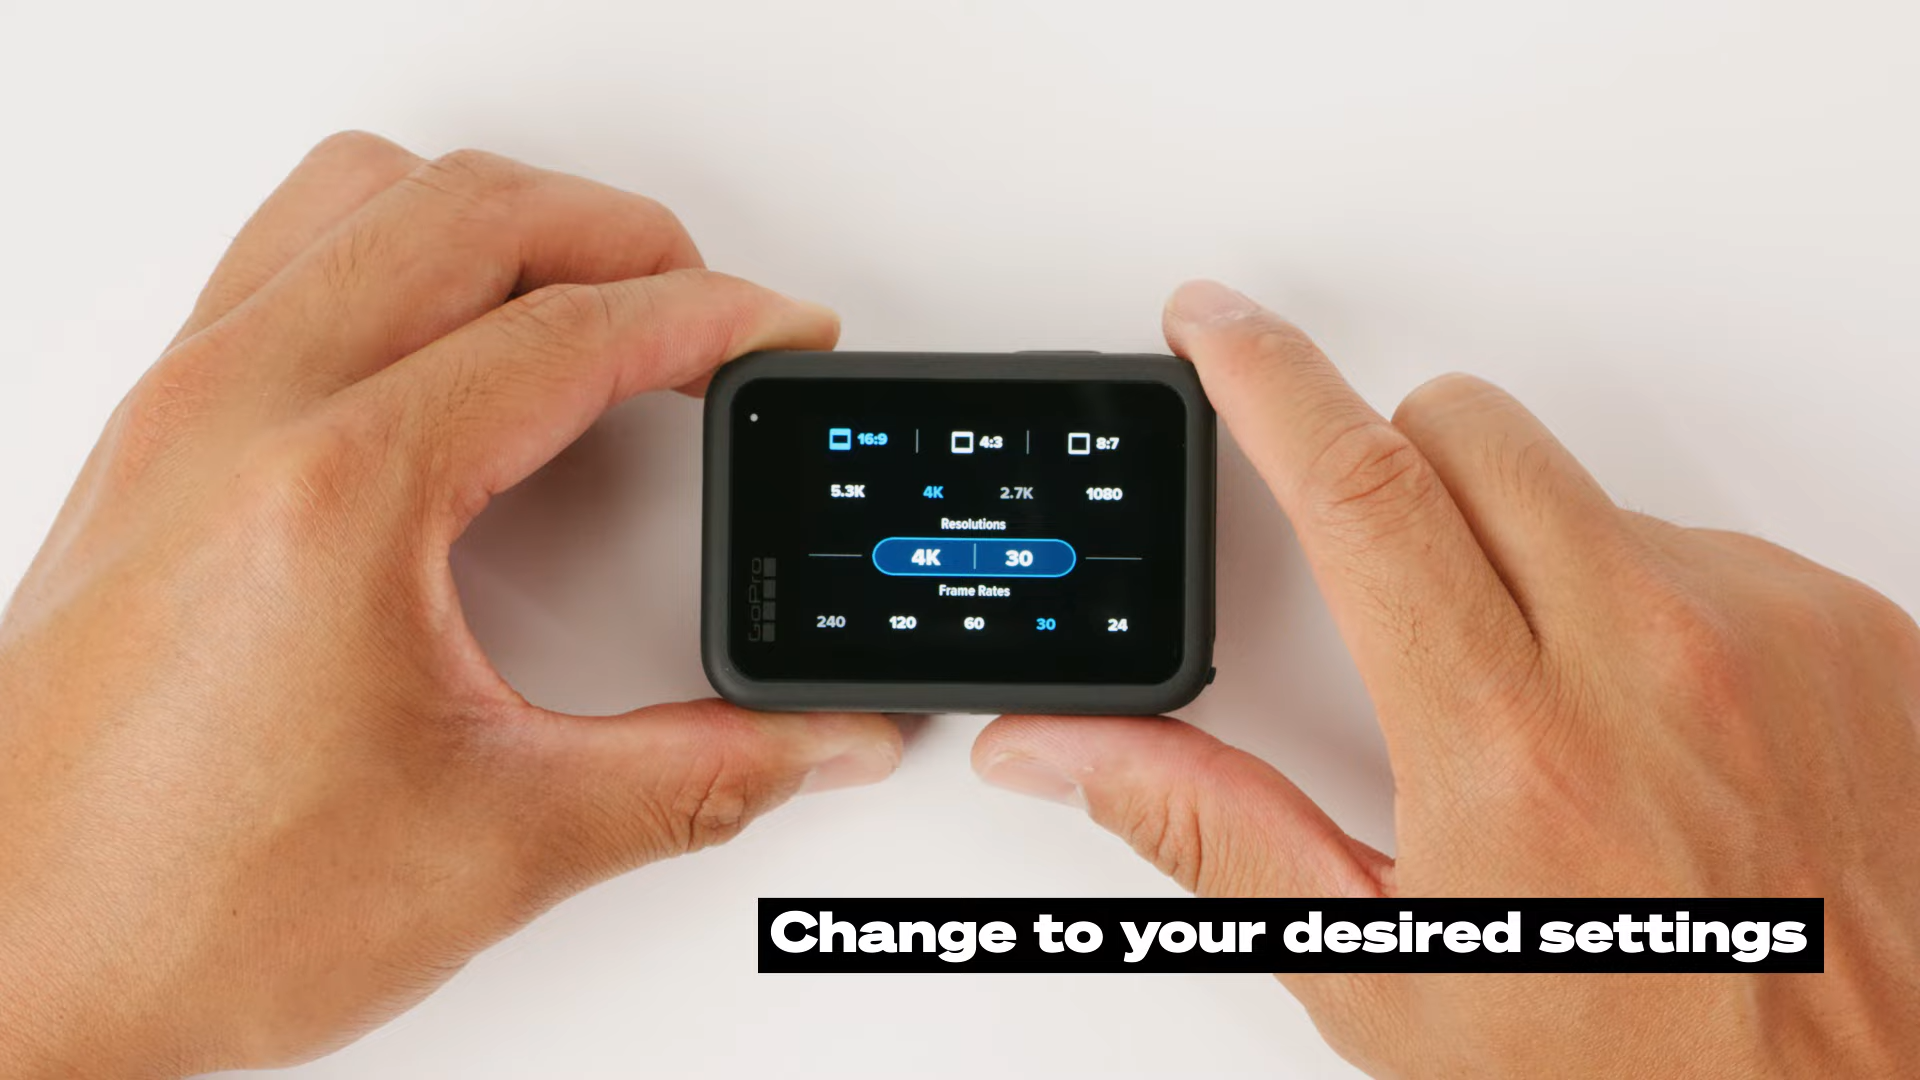 16:9 | 4:3 | 8:7
5.3K 4K 2.7K 1080
Resolutions
4K | 30
Frame Rates
240 120 60 30 24
GoPro
Change to your desired settings